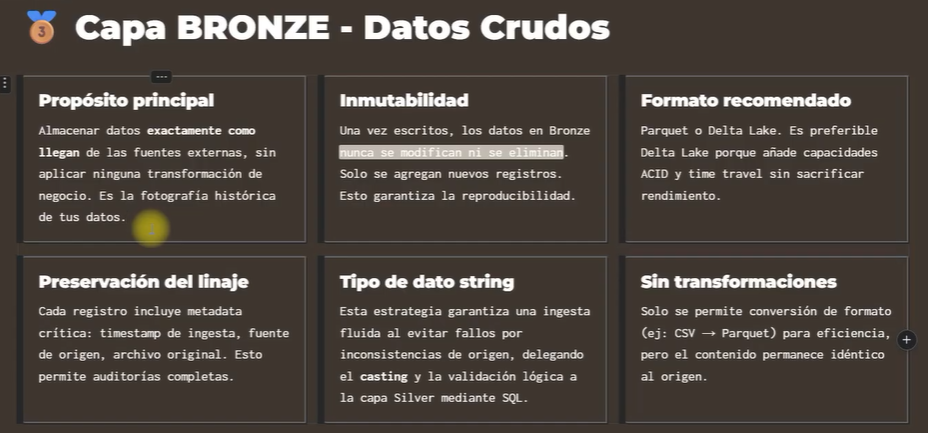 3
Capa BRONZE - Datos Crudos
Propósito principal
Almacenar datos exactamente como
llegan de las fuentes externas, sin
aplicar ninguna transformación de
negocio. Es la fotografía histórica
de tus datos.
Inmutabilidad
Una vez escritos, los datos en Bronze
nunca se modifican ni se eliminan.
Solo se agregan nuevos registros.
Esto garantiza la reproducibilidad.
Formato recomendado
Parquet o Delta Lake. Es preferible
Delta Lake porque añade capacidades
ACID y time travel sin sacrificar
rendimiento.
Preservación del linaje
Cada registro incluye metadata
crítica: timestamp de ingesta, fuente
de origen, archivo original. Esto
permite auditorías completas.
Tipo de dato string
Esta estrategia garantiza una ingesta
fluida al evitar fallos por
inconsistencias de origen, delegando
el casting y la validación lógica a
la capa Silver mediante SQL.
Sin transformaciones
Solo se permite conversión de formato
(ej: CSV → Parquet) para eficiencia,
pero el contenido permanece idéntico
al origen.